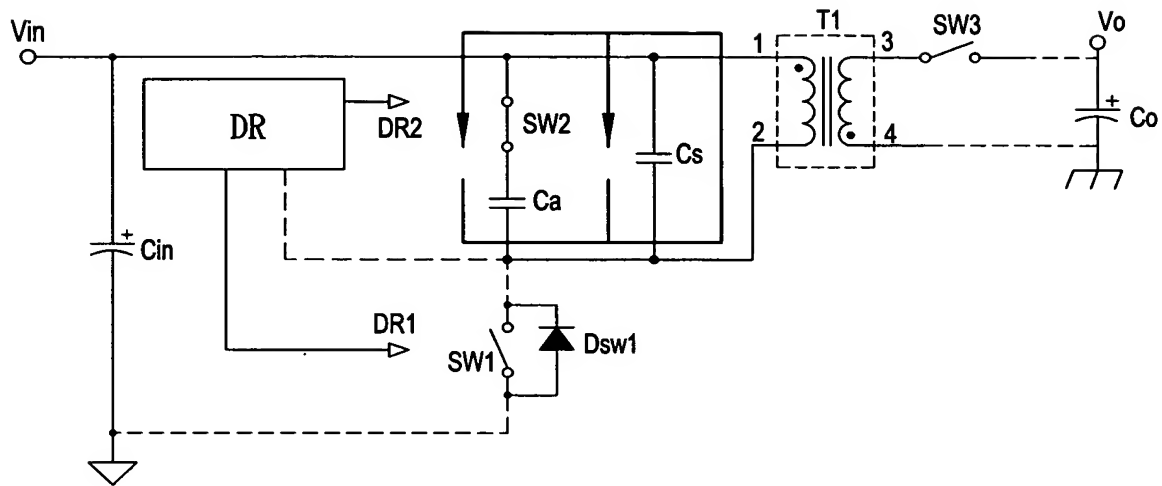 Vin
T1
1
3
SW3
Vo
DR
DR2
SW2
Cs
2
4
+
Co
Ca
+
Cin
DR1
SW1
Dsw1